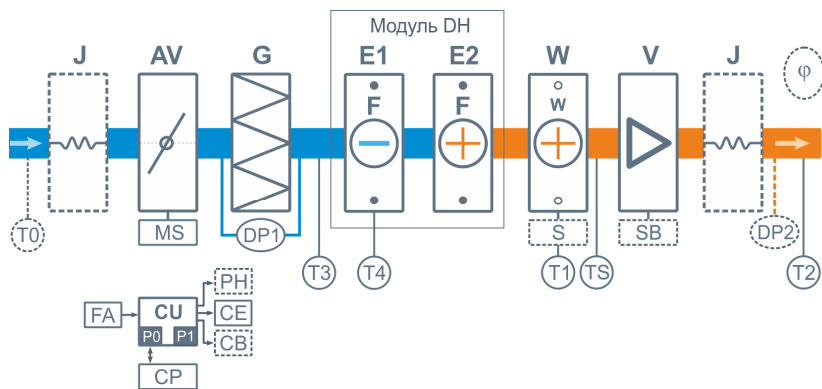 Модуль DH
J AV G E1 E2 W V J
φ
F F w
T0 MS DP1 S SB DP2
T3 T4 T1 TS T2
PH
FA CU CE
P0 P1
CB
CP